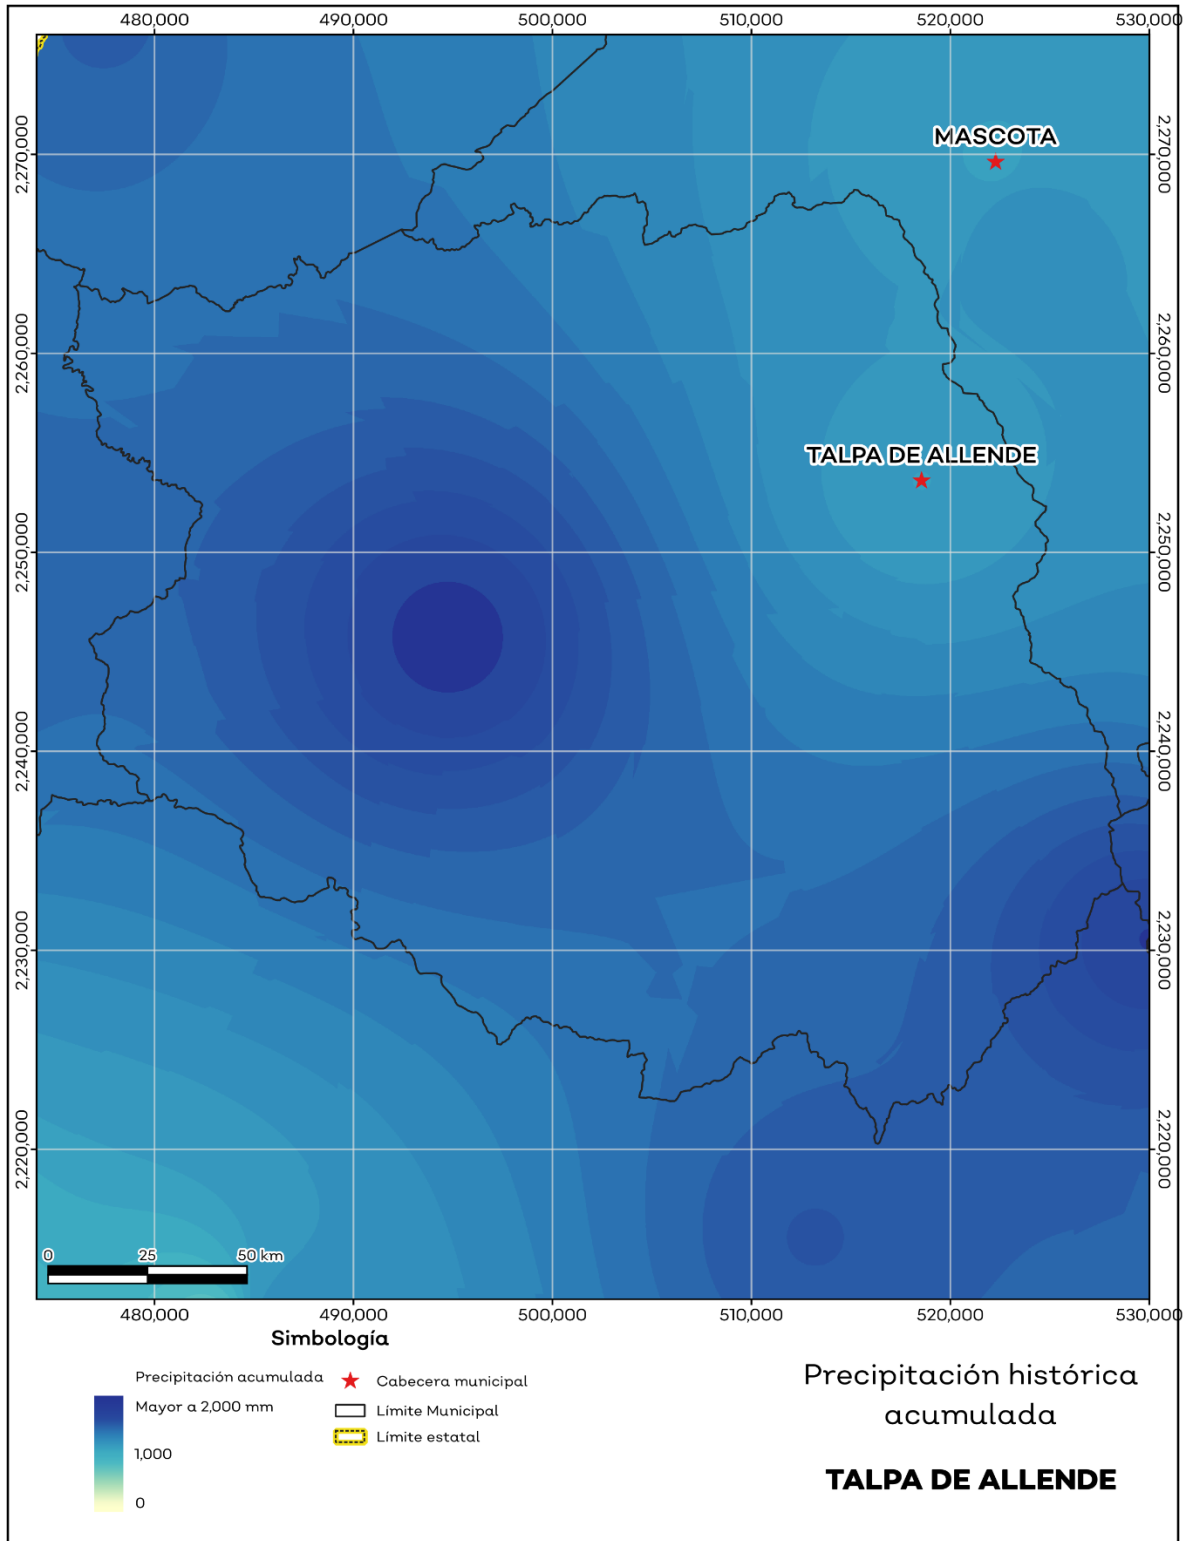 480,000 490,000 500,000 510,000 520,000 530,000
2,270,000 2,270,000
MASCOTA
2,260,000 2,260,000
TALPA DE ALLENDE
2,250,000 2,250,000
2,240,000 2,240,000
2,230,000 2,230,000
2,220,000 2,220,000
0 25 50 km
480,000 490,000 500,000 510,000 520,000 530,000
Simbología
Precipitación acumulada
Mayor a 2,000 mm
1,000
0
Cabecera municipal
Límite Municipal
Límite estatal
Precipitación histórica
acumulada
TALPA DE ALLENDE